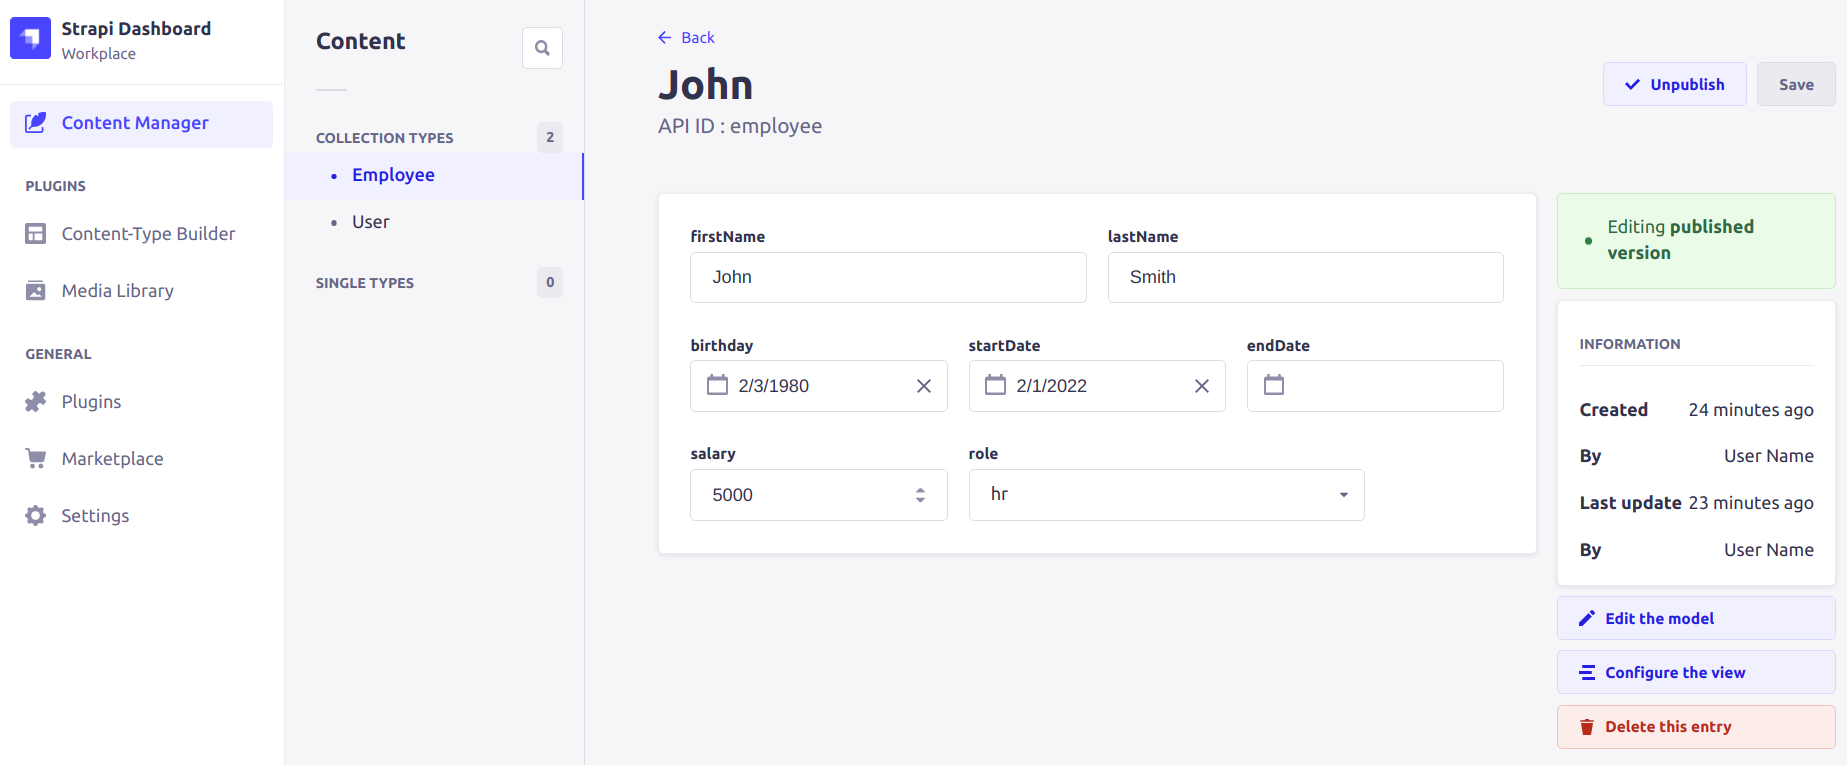 Strapi Dashboard
Workplace
Content Manager
PLUGINS
Content-Type Builder
Media Library
GENERAL
Plugins
Marketplace
Settings
Content
COLLECTION TYPES 2
Employee
User
SINGLE TYPES 0
Back
John
API ID : employee
Unpublish
Save
firstName lastName
John Smith
birthday startDate endDate
2/3/1980 2/1/2022
salary role
5000 hr
Editing published
version
INFORMATION
Created 24 minutes ago
By User Name
Last update 23 minutes ago
By User Name
Edit the model
Configure the view
Delete this entry